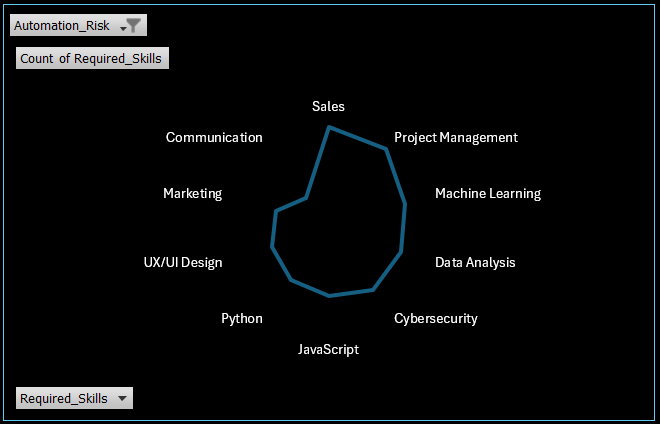 Automation_Risk
Count of Required_Skills
Sales
Communication
Project Management
Marketing
Machine Learning
UX/UI Design
Data Analysis
Python
Cybersecurity
JavaScript
Required_Skills